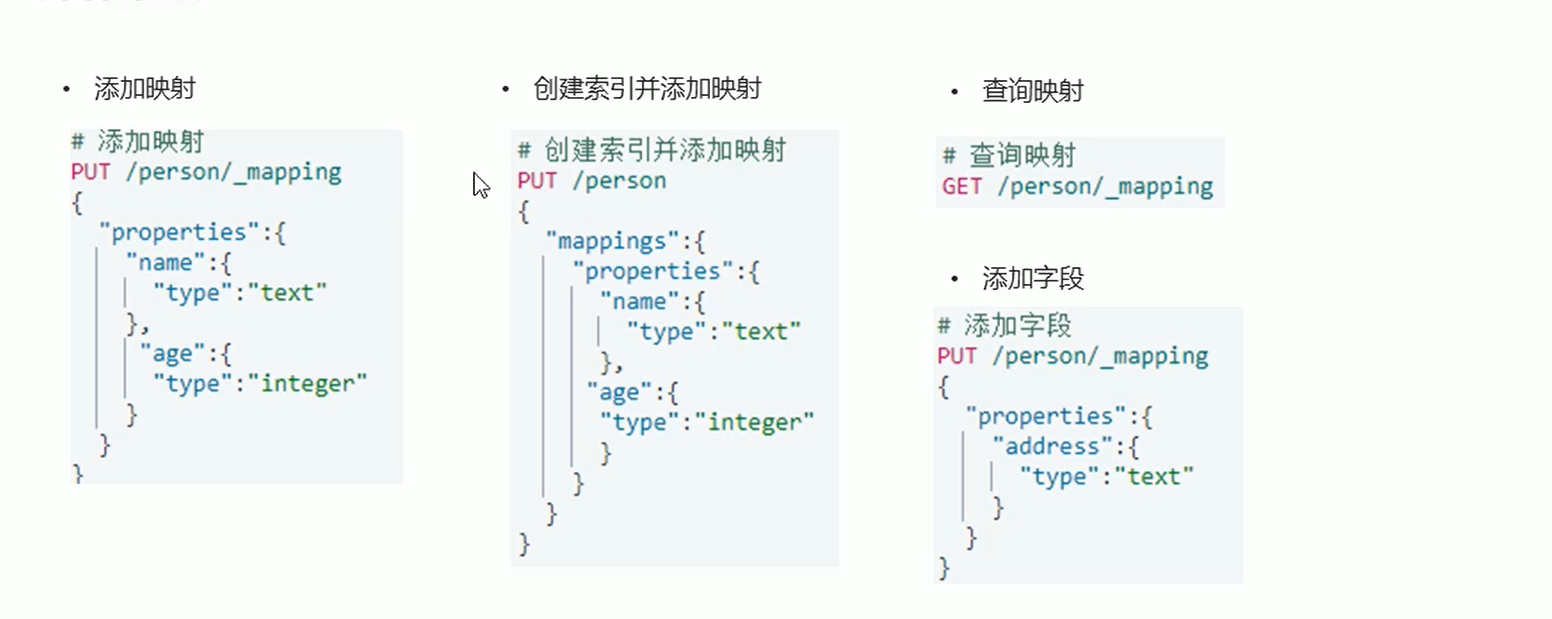 • 添加映射
# 添加映射
PUT /person/_mapping
{
  "properties":{
    "name":{
      "type":"text"
    },
     "age":{
      "type":"integer"
    }
  }
}
• 创建索引并添加映射
# 创建索引并添加映射
PUT /person
{
  "mappings":{
    "properties":{
      "name":{
        "type":"text"
      },
     "age":{
      "type":"integer"
      }
    }
  }
}
• 查询映射
# 查询映射
GET /person/_mapping
• 添加字段
# 添加字段
PUT /person/_mapping
{
  "properties":{
    "address":{
      "type":"text"
    }
  }
}